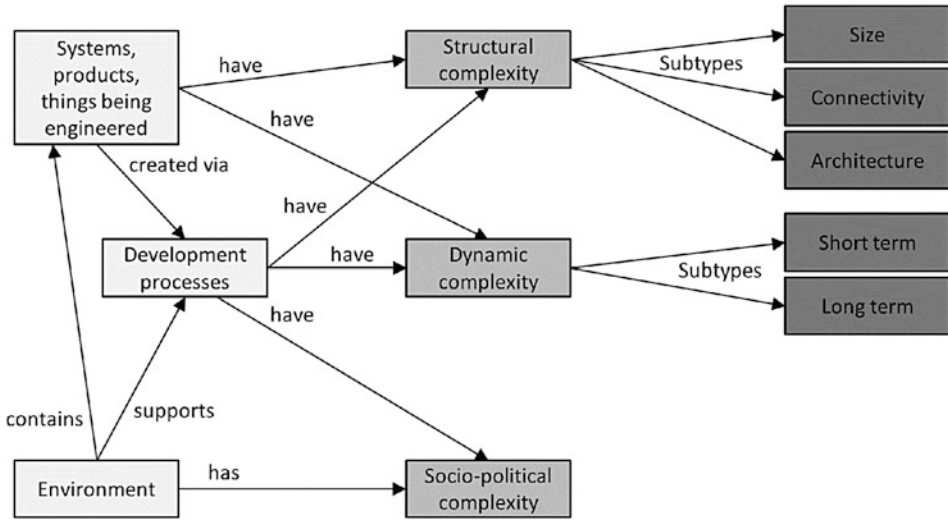 Systems,
products,
things being
engineered
have
Structural
complexity
Subtypes
Size
Connectivity
Architecture
have
created via
have
Development
processes
have
Dynamic
complexity
Subtypes
Short term
Long term
have
contains
supports
Environment
has
Socio-political
complexity